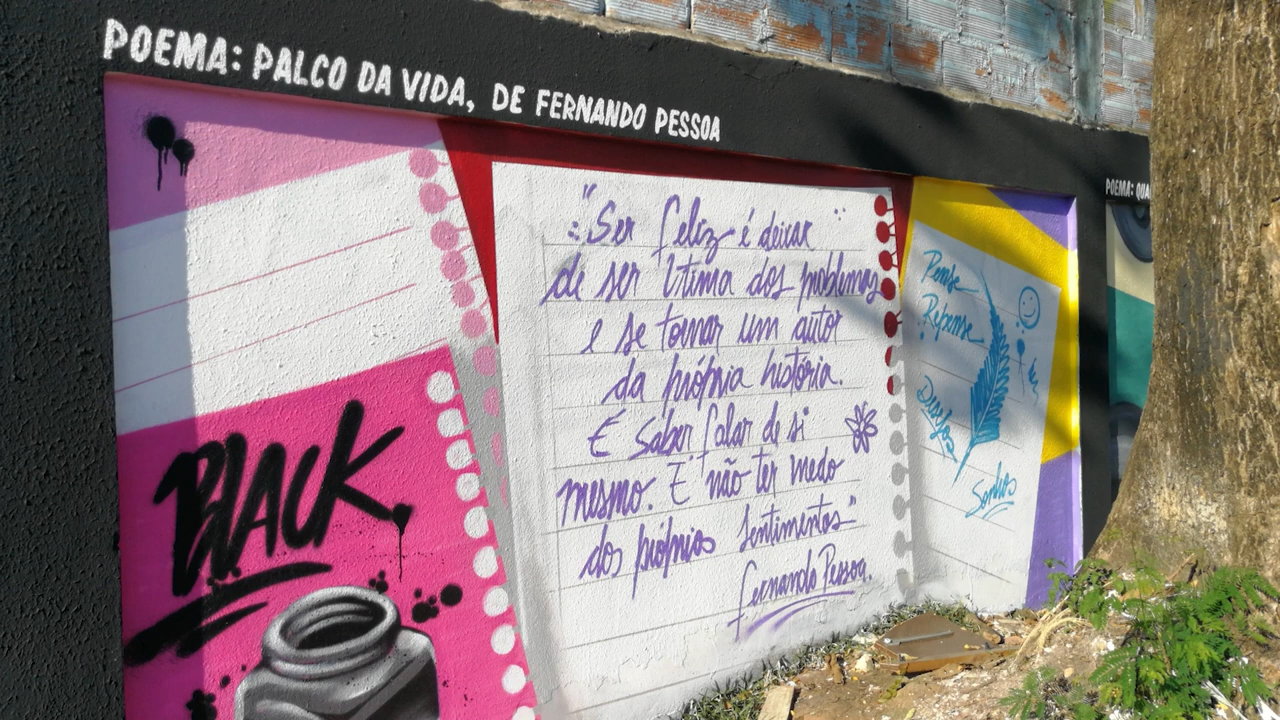 POEMA: PALCO DA VIDA, DE FERNANDO PESSOA
POEMA: QUA
"Ser feliz é deixar
de ser vítima dos problemas
e se tornar um autor
da própria história.
É saber falar de si
mesmo. É não ter medo
dos próprios sentimentos"
Fernando Pessoa.
BLACK
Pense
Repense
Desejos
Sonhos